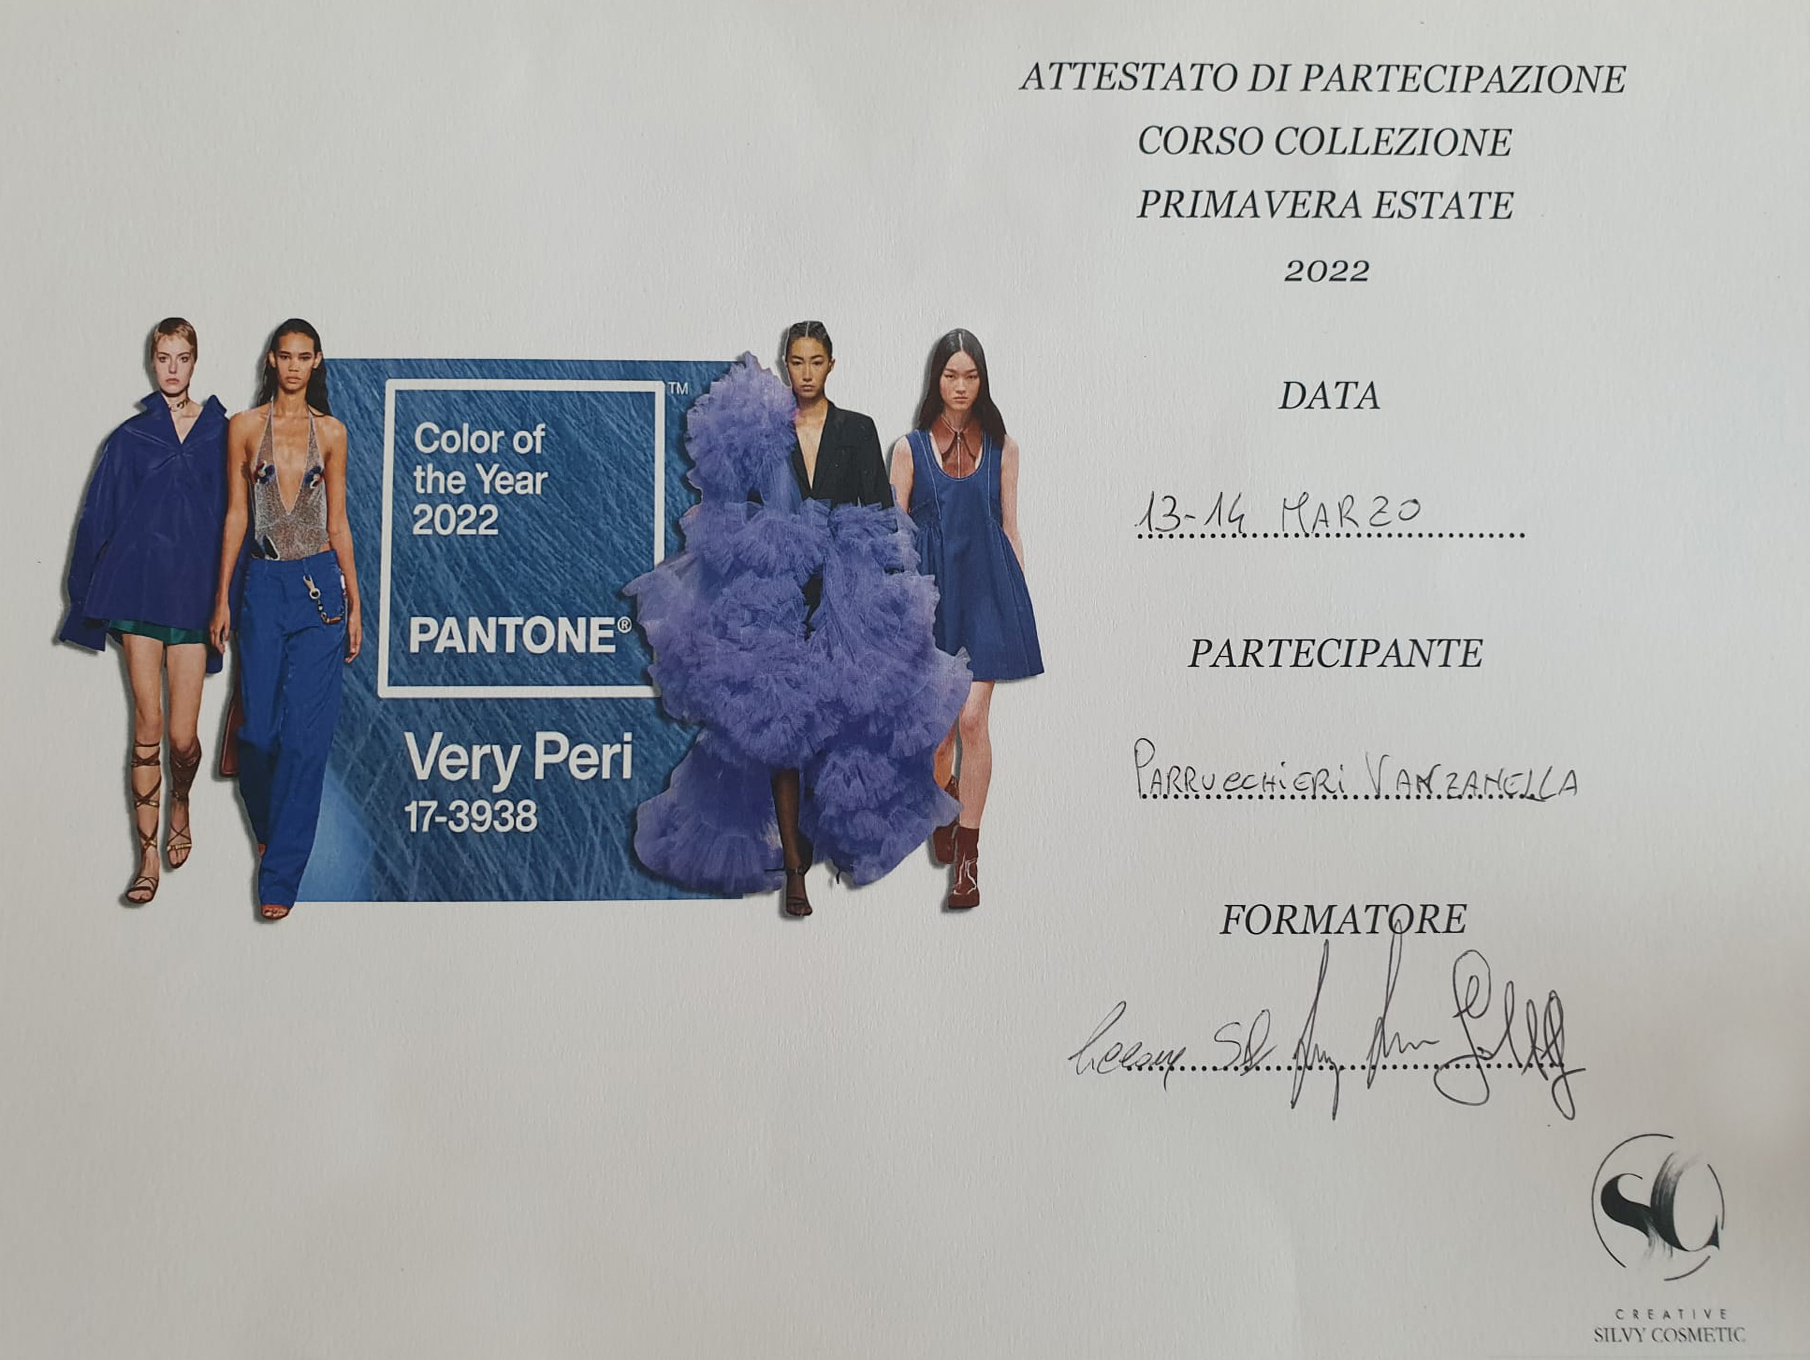 ATTESTATO DI PARTECIPAZIONE
CORSO COLLEZIONE
PRIMAVERA ESTATE
2022
TM
Color of
the Year
2022
PANTONE®
Very Peri
17-3938
DATA
13-14 MARZO
PARTECIPANTE
PARRUCCHIERI VANZANELLA
FORMATORE
SC
CREATIVE
SILVY COSMETIC